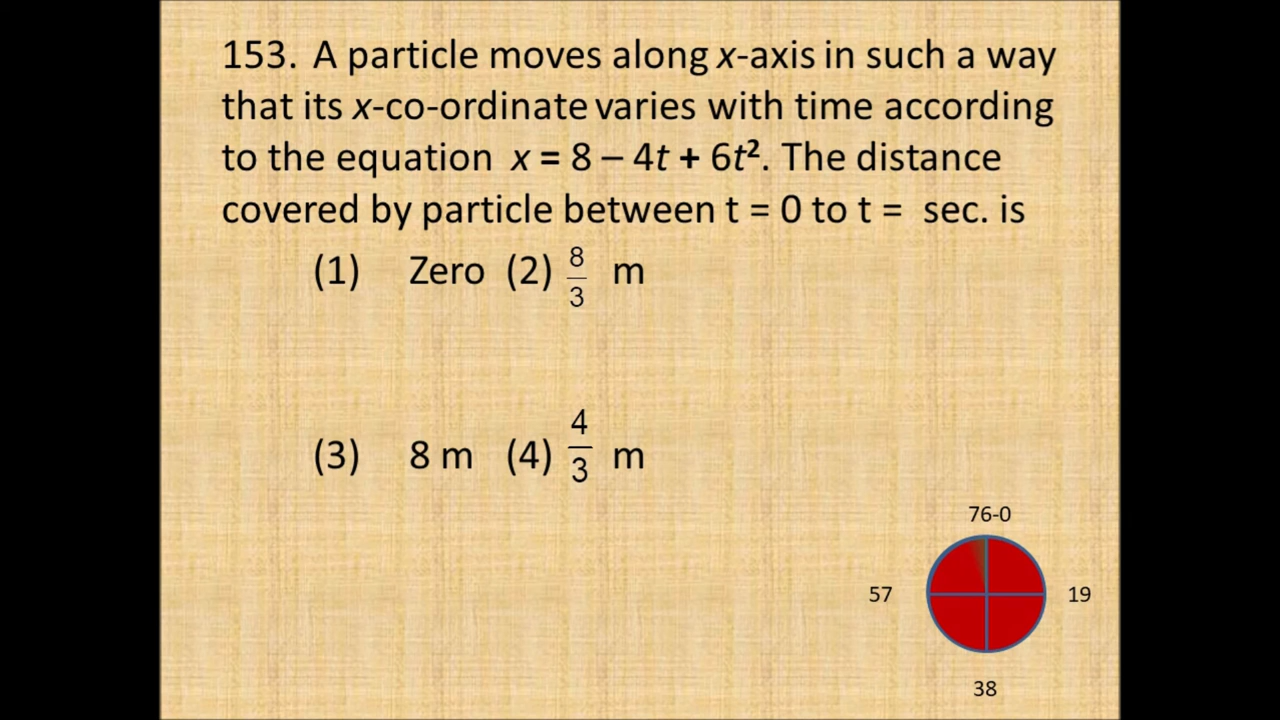 153. A particle moves along x-axis in such a way
that its x-co-ordinate varies with time according
to the equation x = 8 – 4t + 6t². The distance
covered by particle between t = 0 to t = sec. is
(1) Zero (2) 8/3 m
(3) 8 m (4) 4/3 m
76-0
57 19
38